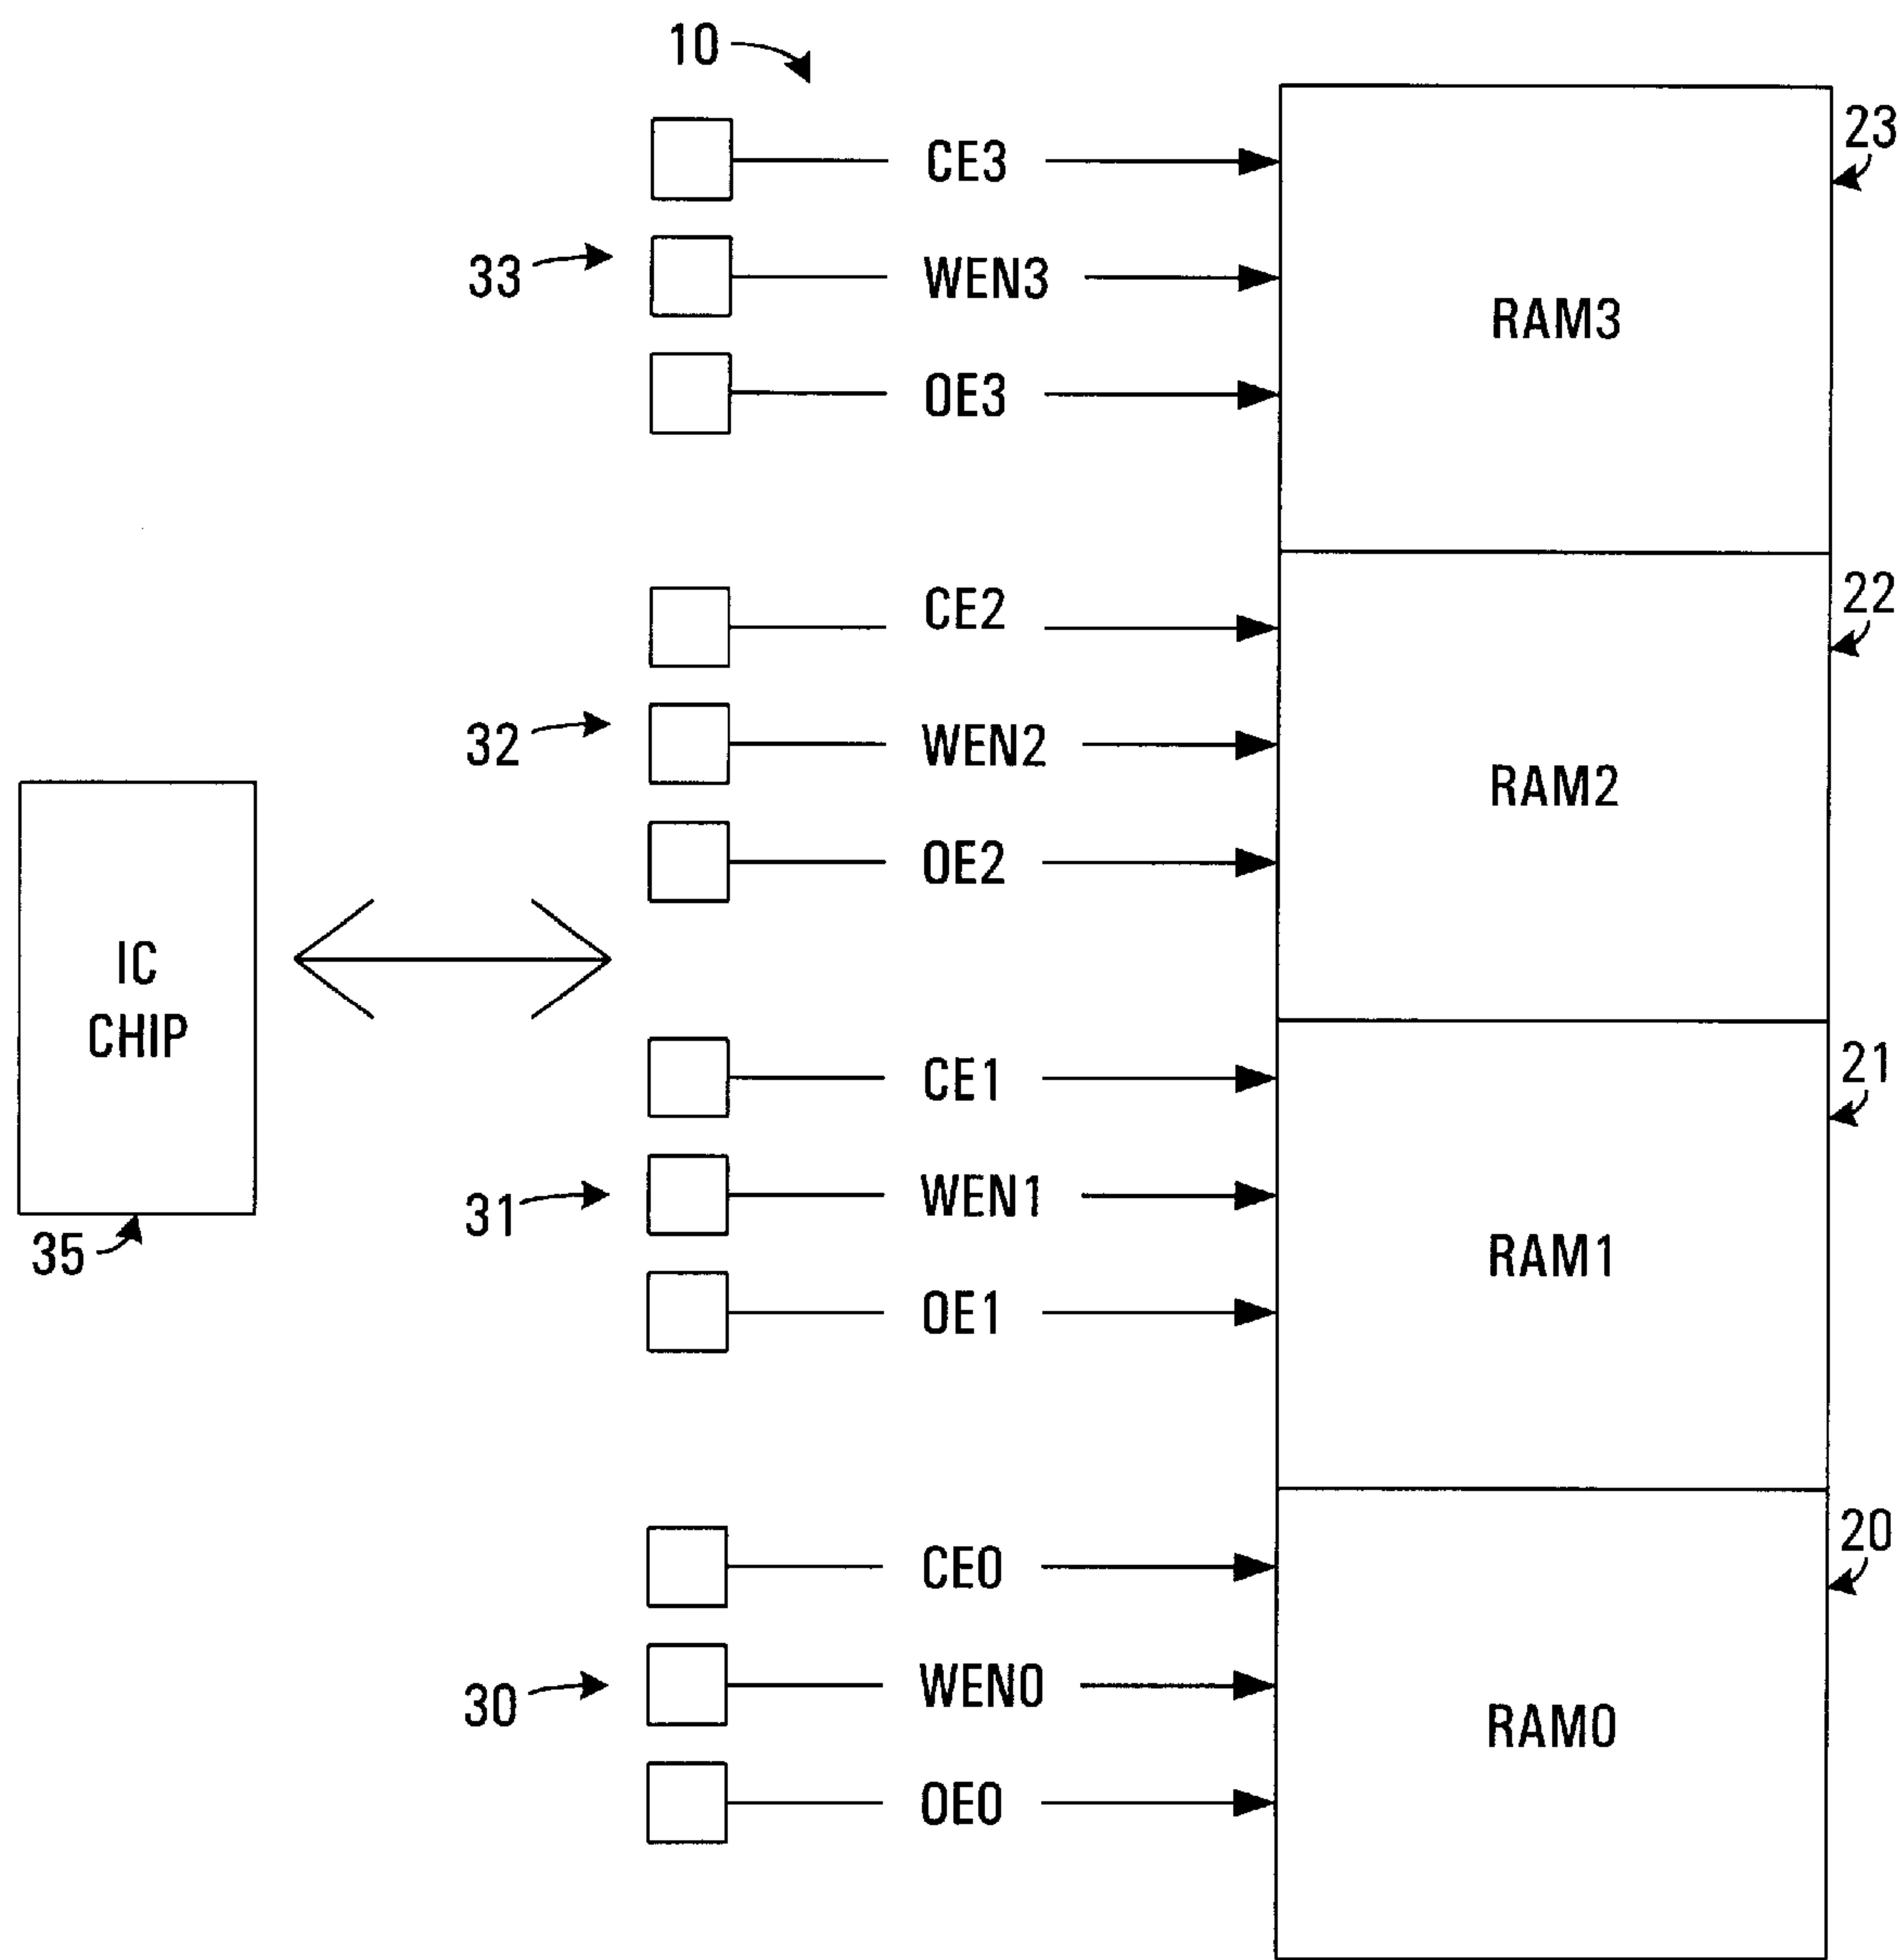 10
CE3
23
33
WEN3
RAM3
OE3
CE2
22
32
WEN2
RAM2
OE2
IC
CHIP
CE1
21
31
WEN1
35
RAM1
OE1
CE0
20
30
WEN0
RAM0
OE0